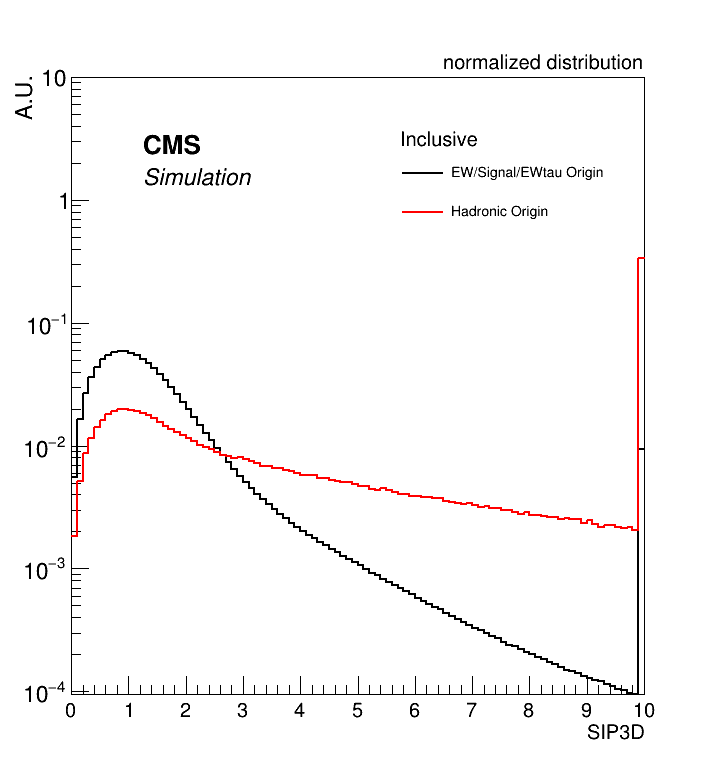 normalized distribution
A.U.
10
CMS
Simulation
Inclusive
EW/Signal/EWtau Origin
Hadronic Origin
1
10⁻¹
10⁻²
10⁻³
10⁻⁴
0 1 2 3 4 5 6 7 8 9 10
SIP3D